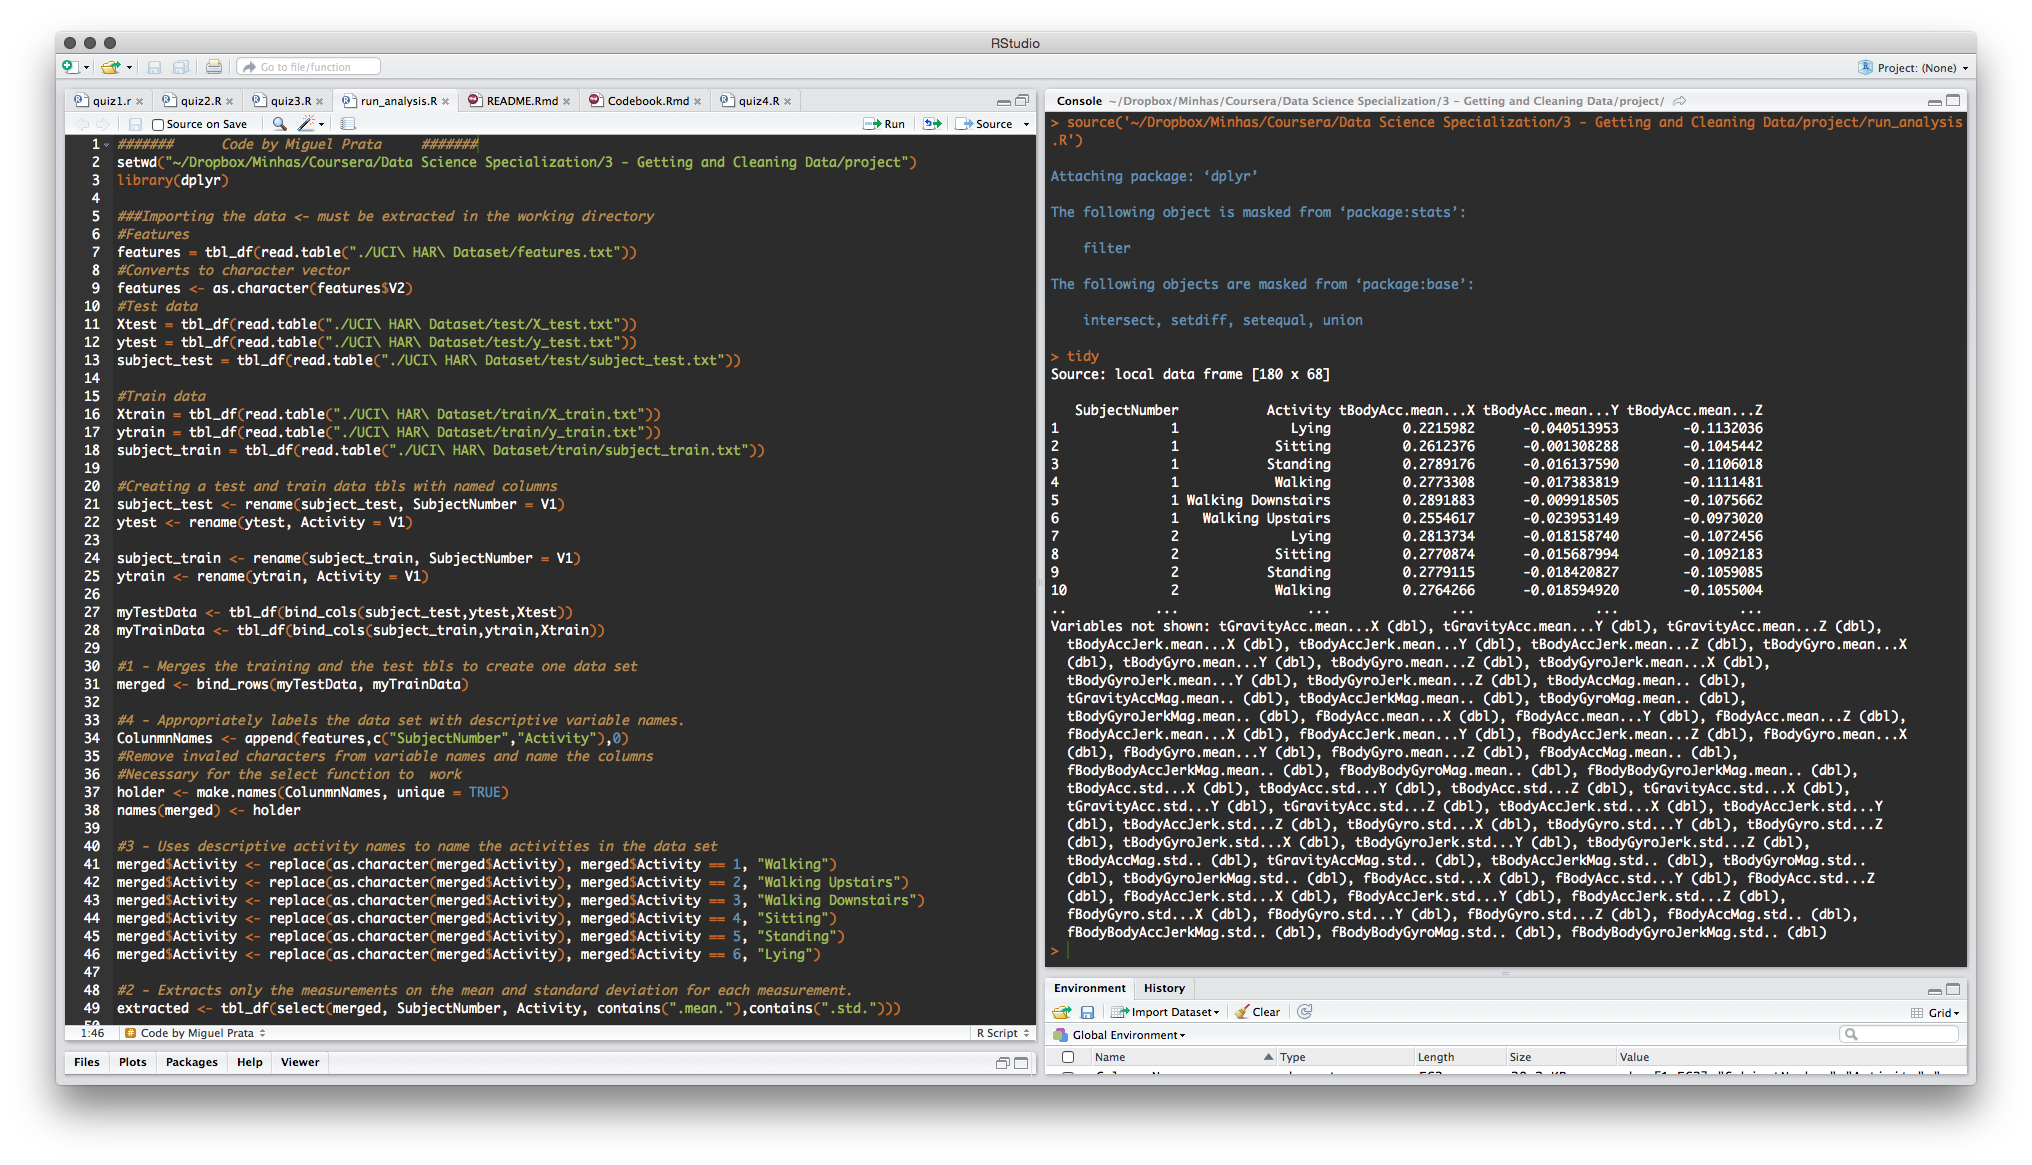 RStudio
Go to file/function
Project: (None)
quiz1.r
quiz2.R
quiz3.R
run_analysis.R
README.Rmd
Codebook.Rmd
quiz4.R
Source on Save
Run
Source
1 ####### Code by Miguel Prata #######
2 setwd("~/Dropbox/Minhas/Coursera/Data Science Specialization/3 - Getting and Cleaning Data/project")
3 library(dplyr)
4
5 ###Importing the data <- must be extracted in the working directory
6 #Features
7 features = tbl_df(read.table("./UCI\ HAR\ Dataset/features.txt"))
8 #Converts to character vector
9 features <- as.character(features$V2)
10 #Test data
11 Xtest = tbl_df(read.table("./UCI\ HAR\ Dataset/test/X_test.txt"))
12 ytest = tbl_df(read.table("./UCI\ HAR\ Dataset/test/y_test.txt"))
13 subject_test = tbl_df(read.table("./UCI\ HAR\ Dataset/test/subject_test.txt"))
14
15 #Train data
16 Xtrain = tbl_df(read.table("./UCI\ HAR\ Dataset/train/X_train.txt"))
17 ytrain = tbl_df(read.table("./UCI\ HAR\ Dataset/train/y_train.txt"))
18 subject_train = tbl_df(read.table("./UCI\ HAR\ Dataset/train/subject_train.txt"))
19
20 #Creating a test and train data tbls with named columns
21 subject_test <- rename(subject_test, SubjectNumber = V1)
22 ytest <- rename(ytest, Activity = V1)
23
24 subject_train <- rename(subject_train, SubjectNumber = V1)
25 ytrain <- rename(ytrain, Activity = V1)
26
27 myTestData <- tbl_df(bind_cols(subject_test,ytest,Xtest))
28 myTrainData <- tbl_df(bind_cols(subject_train,ytrain,Xtrain))
29
30 #1 - Merges the training and the test tbls to create one data set
31 merged <- bind_rows(myTestData, myTrainData)
32
33 #4 - Appropriately labels the data set with descriptive variable names.
34 ColunmnNames <- append(features,c("SubjectNumber","Activity"),0)
35 #Remove invaled characters from variable names and name the columns
36 #Necessary for the select function to  work
37 holder <- make.names(ColunmnNames, unique = TRUE)
38 names(merged) <- holder
39
40 #3 - Uses descriptive activity names to name the activities in the data set
41 merged$Activity <- replace(as.character(merged$Activity), merged$Activity == 1, "Walking")
42 merged$Activity <- replace(as.character(merged$Activity), merged$Activity == 2, "Walking Upstairs")
43 merged$Activity <- replace(as.character(merged$Activity), merged$Activity == 3, "Walking Downstairs")
44 merged$Activity <- replace(as.character(merged$Activity), merged$Activity == 4, "Sitting")
45 merged$Activity <- replace(as.character(merged$Activity), merged$Activity == 5, "Standing")
46 merged$Activity <- replace(as.character(merged$Activity), merged$Activity == 6, "Lying")
47
48 #2 - Extracts only the measurements on the mean and standard deviation for each measurement.
49 extracted <- tbl_df(select(merged, SubjectNumber, Activity, contains(".mean."),contains(".std.")))
1:46 # Code by Miguel Prata
R Script
Files Plots Packages Help Viewer
Console ~/Dropbox/Minhas/Coursera/Data Science Specialization/3 - Getting and Cleaning Data/project/
> source('~/Dropbox/Minhas/Coursera/Data Science Specialization/3 - Getting and Cleaning Data/project/run_analysis
.R')
Attaching package: ‘dplyr’
The following object is masked from ‘package:stats’:
filter
The following objects are masked from ‘package:base’:
intersect, setdiff, setequal, union
> tidy
Source: local data frame [180 x 68]
SubjectNumber Activity tBodyAcc.mean...X tBodyAcc.mean...Y tBodyAcc.mean...Z
1 1 Lying 0.2215982 -0.040513953 -0.1132036
2 1 Sitting 0.2612376 -0.001308288 -0.1045442
3 1 Standing 0.2789176 -0.016137590 -0.1106018
4 1 Walking 0.2773308 -0.017383819 -0.1111481
5 1 Walking Downstairs 0.2891883 -0.009918505 -0.1075662
6 1 Walking Upstairs 0.2554617 -0.023953149 -0.0973020
7 2 Lying 0.2813734 -0.018158740 -0.1072456
8 2 Sitting 0.2770874 -0.015687994 -0.1092183
9 2 Standing 0.2779115 -0.018420827 -0.1059085
10 2 Walking 0.2764266 -0.018594920 -0.1055004
.. ... ... ... ... ...
Variables not shown: tGravityAcc.mean...X (dbl), tGravityAcc.mean...Y (dbl), tGravityAcc.mean...Z (dbl),
tBodyAccJerk.mean...X (dbl), tBodyAccJerk.mean...Y (dbl), tBodyAccJerk.mean...Z (dbl), tBodyGyro.mean...X
(dbl), tBodyGyro.mean...Y (dbl), tBodyGyro.mean...Z (dbl), tBodyGyroJerk.mean...X (dbl),
tBodyGyroJerk.mean...Y (dbl), tBodyGyroJerk.mean...Z (dbl), tBodyAccMag.mean.. (dbl),
tGravityAccMag.mean.. (dbl), tBodyAccJerkMag.mean.. (dbl), tBodyGyroMag.mean.. (dbl),
tBodyGyroJerkMag.mean.. (dbl), fBodyAcc.mean...X (dbl), fBodyAcc.mean...Y (dbl), fBodyAcc.mean...Z (dbl),
fBodyAccJerk.mean...X (dbl), fBodyAccJerk.mean...Y (dbl), fBodyAccJerk.mean...Z (dbl), fBodyGyro.mean...X
(dbl), fBodyGyro.mean...Y (dbl), fBodyGyro.mean...Z (dbl), fBodyAccMag.mean.. (dbl),
fBodyBodyAccJerkMag.mean.. (dbl), fBodyBodyGyroMag.mean.. (dbl), fBodyBodyGyroJerkMag.mean.. (dbl),
tBodyAcc.std...X (dbl), tBodyAcc.std...Y (dbl), tBodyAcc.std...Z (dbl), tGravityAcc.std...X (dbl),
tGravityAcc.std...Y (dbl), tGravityAcc.std...Z (dbl), tBodyAccJerk.std...X (dbl), tBodyAccJerk.std...Y
(dbl), tBodyAccJerk.std...Z (dbl), tBodyGyro.std...X (dbl), tBodyGyro.std...Y (dbl), tBodyGyro.std...Z
(dbl), tBodyGyroJerk.std...X (dbl), tBodyGyroJerk.std...Y (dbl), tBodyGyroJerk.std...Z (dbl),
tBodyAccMag.std.. (dbl), tGravityAccMag.std.. (dbl), tBodyAccJerkMag.std.. (dbl), tBodyGyroMag.std..
(dbl), tBodyGyroJerkMag.std.. (dbl), fBodyAcc.std...X (dbl), fBodyAcc.std...Y (dbl), fBodyAcc.std...Z
(dbl), fBodyAccJerk.std...X (dbl), fBodyAccJerk.std...Y (dbl), fBodyAccJerk.std...Z (dbl),
fBodyGyro.std...X (dbl), fBodyGyro.std...Y (dbl), fBodyGyro.std...Z (dbl), fBodyAccMag.std.. (dbl),
fBodyBodyAccJerkMag.std.. (dbl), fBodyBodyGyroMag.std.. (dbl), fBodyBodyGyroJerkMag.std.. (dbl)
>
Environment History
Import Dataset Clear Grid
Global Environment
Name Type Length Size Value